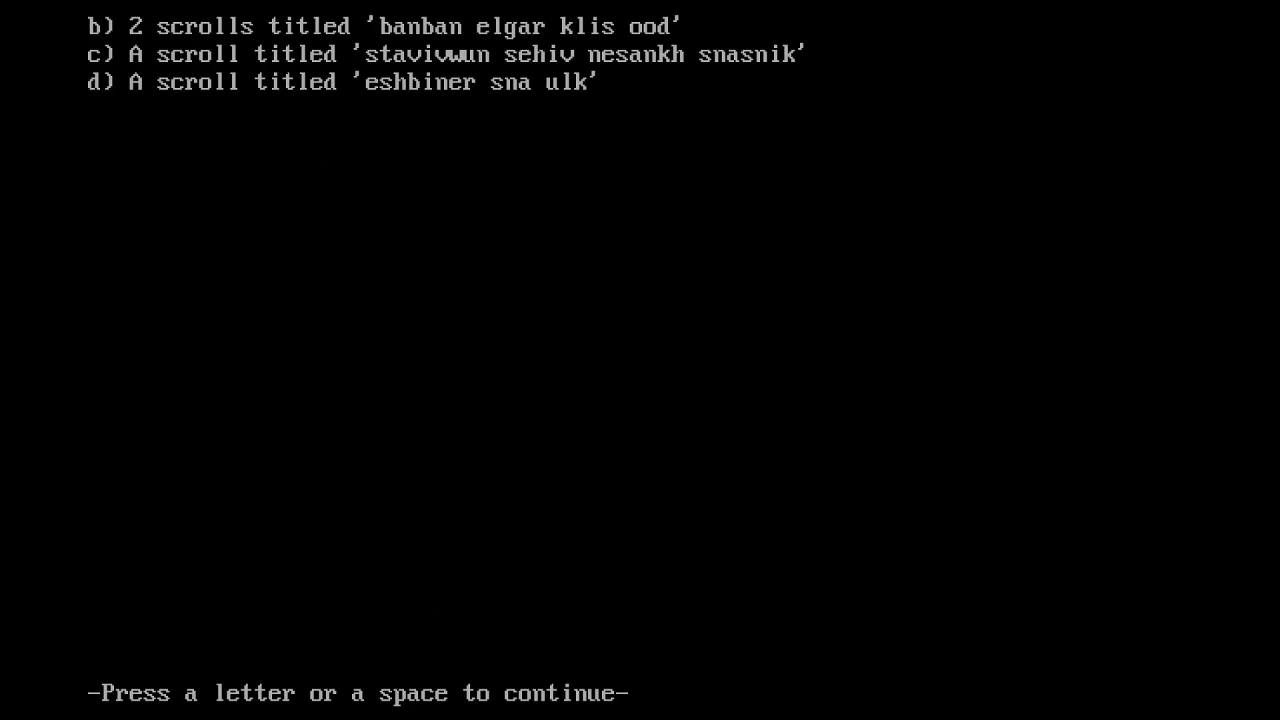 b) 2 scrolls titled 'banban elgar klis ood'
c) A scroll titled 'stavivwun sehiv nesankh snasnik'
d) A scroll titled 'eshbiner sna ulk'
-Press a letter or a space to continue-